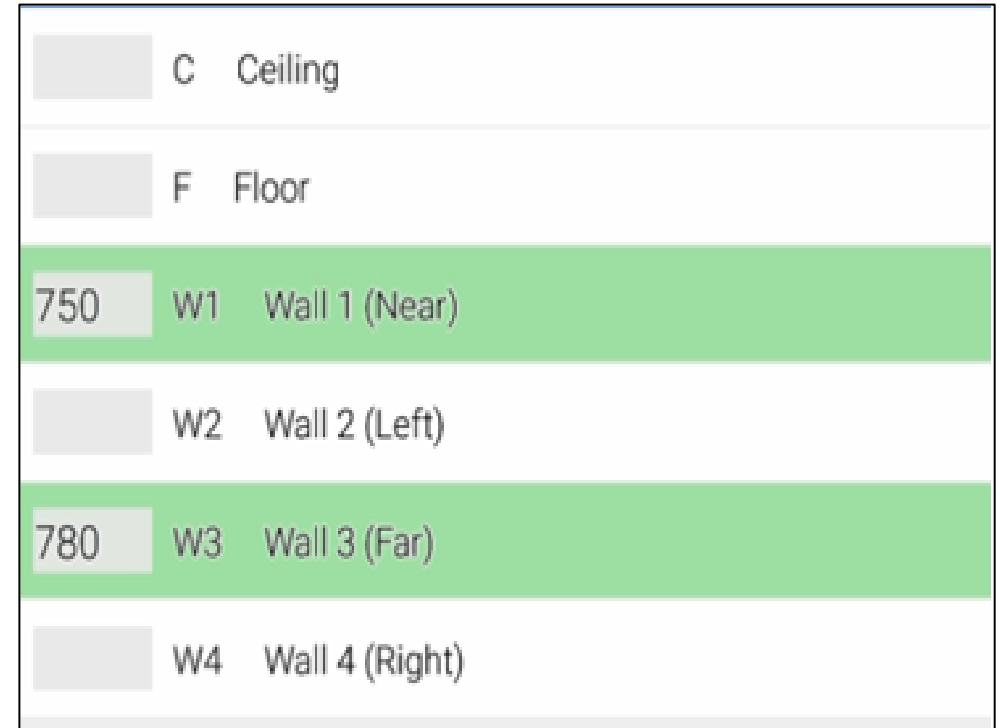 C Ceiling
F Floor
750 W1 Wall 1 (Near)
W2 Wall 2 (Left)
780 W3 Wall 3 (Far)
W4 Wall 4 (Right)